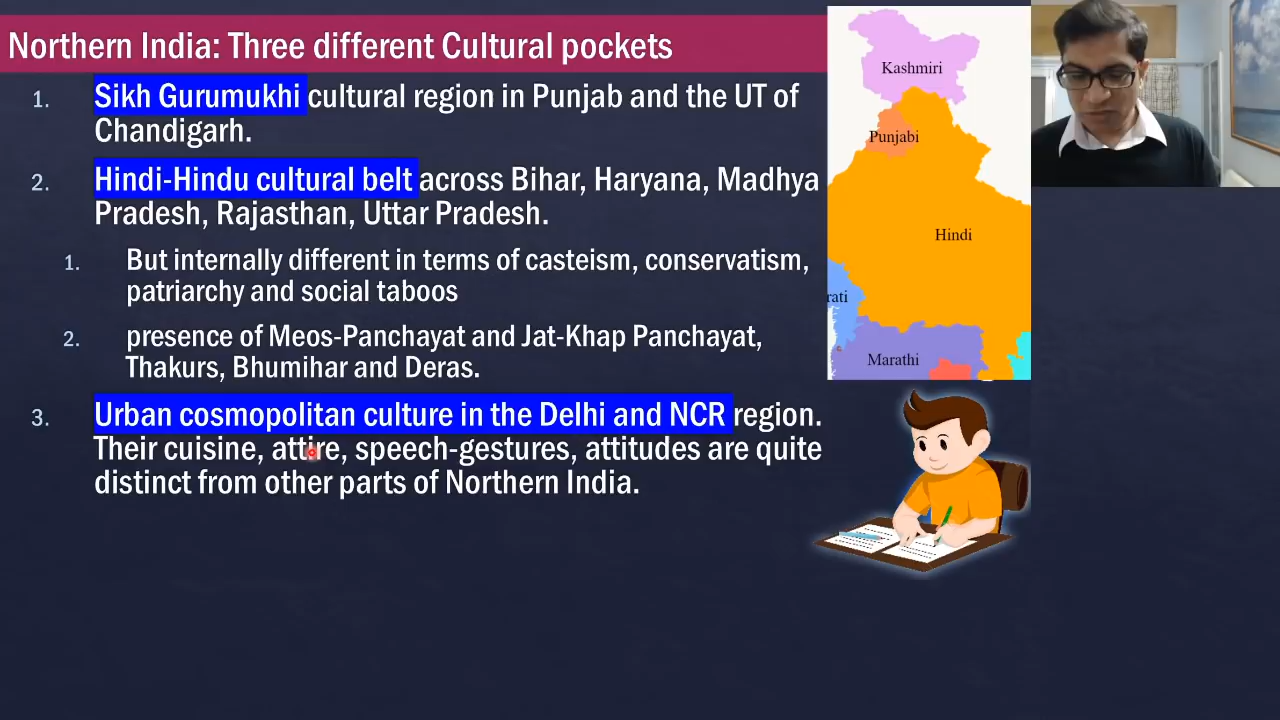 Northern India: Three different Cultural pockets
1. Sikh Gurumukhi cultural region in Punjab and the UT of
Chandigarh.
2. Hindi-Hindu cultural belt across Bihar, Haryana, Madhya
Pradesh, Rajasthan, Uttar Pradesh.
1. But internally different in terms of casteism, conservatism,
patriarchy and social taboos
2. presence of Meos-Panchayat and Jat-Khap Panchayat,
Thakurs, Bhumihar and Deras.
3. Urban cosmopolitan culture in the Delhi and NCR region.
Their cuisine, attire, speech-gestures, attitudes are quite
distinct from other parts of Northern India.
Kashmiri
Punjabi
Hindi
rati
Marathi